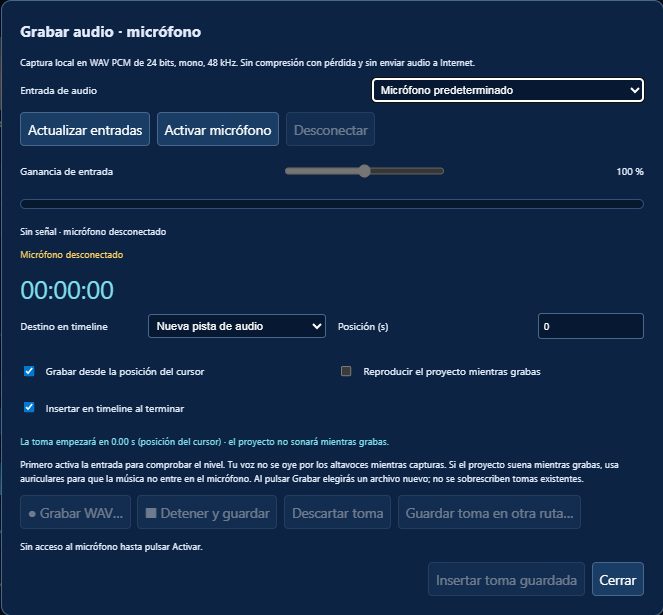 Grabar audio · micrófono
Captura local en WAV PCM de 24 bits, mono, 48 kHz. Sin compresión con pérdida y sin enviar audio a Internet.
Entrada de audio
Micrófono predeterminado
Actualizar entradas
Activar micrófono
Desconectar
Ganancia de entrada
100 %
Sin señal · micrófono desconectado
Micrófono desconectado
00:00:00
Destino en timeline
Nueva pista de audio
Posición (s)
0
Grabar desde la posición del cursor
Reproducir el proyecto mientras grabas
Insertar en timeline al terminar
La toma empezará en 0.00 s (posición del cursor) · el proyecto no sonará mientras grabas.
Primero activa la entrada para comprobar el nivel. Tu voz no se oye por los altavoces mientras capturas. Si el proyecto suena mientras grabas, usa
auriculares para que la música no entre en el micrófono. Al pulsar Grabar elegirás un archivo nuevo; no se sobrescriben tomas existentes.
● Grabar WAV...
■ Detener y guardar
Descartar toma
Guardar toma en otra ruta...
Sin acceso al micrófono hasta pulsar Activar.
Insertar toma guardada
Cerrar